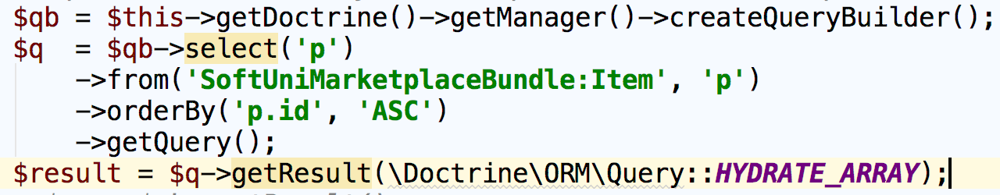 $qb = $this->getDoctrine()->getManager()->createQueryBuilder();
$q  = $qb->select('p')
    ->from('SoftUniMarketplaceBundle:Item', 'p')
    ->orderBy('p.id', 'ASC')
    ->getQuery();
$result = $q->getResult(\Doctrine\ORM\Query::HYDRATE_ARRAY);